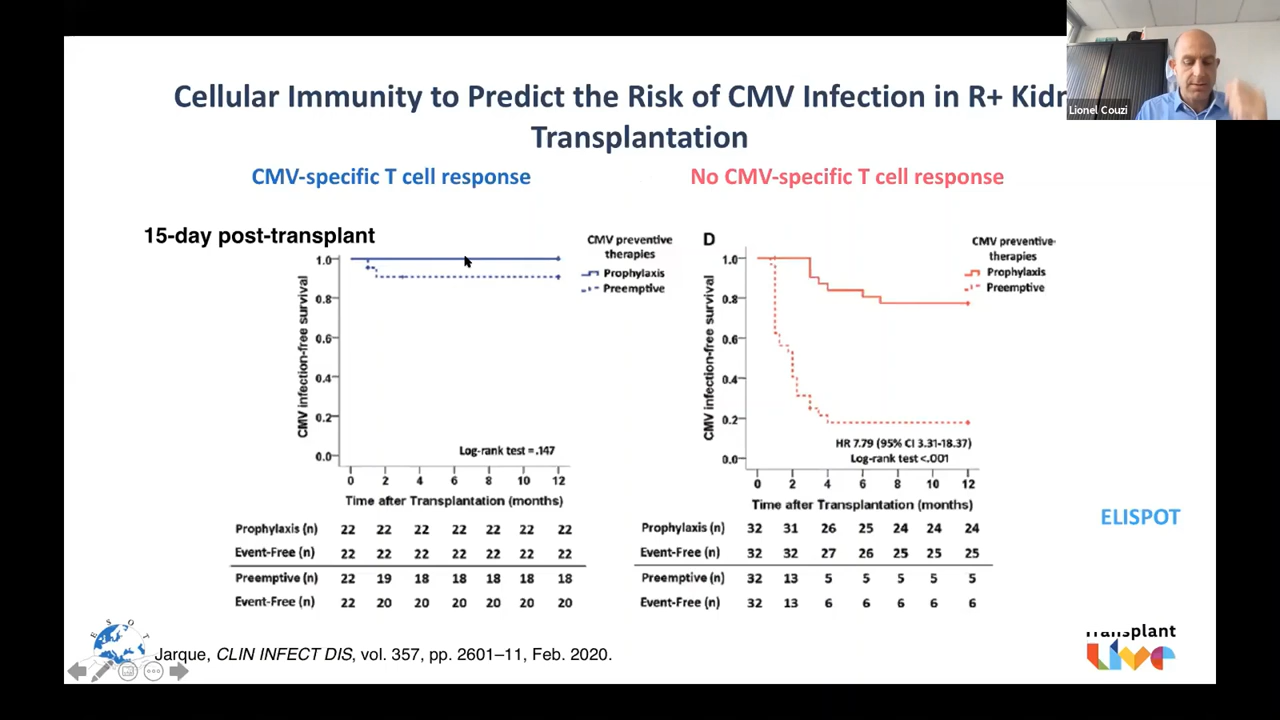 Cellular Immunity to Predict the Risk of CMV Infection in R+ Kidn
Transplantation
Lionel Couzi
CMV-specific T cell response
No CMV-specific T cell response
15-day post-transplant
CMV preventive
therapies
Prophylaxis
Preemptive
CMV infection-free survival
1.0
0.8
0.6
0.4
0.2
0.0
Log-rank test = .147
0 2 4 6 8 10 12
Time after Transplantation (months)
Prophylaxis (n) 22 22 22 22 22 22 22
Event-Free (n) 22 22 22 22 22 22 22
Preemptive (n) 22 19 18 18 18 18 18
Event-Free (n) 22 20 20 20 20 20 20
D
CMV preventive
therapies
Prophylaxis
Preemptive
CMV infection-free survival
1.0
0.8
0.6
0.4
0.2
0.0
HR 7.79 (95% CI 3.31-18.37)
Log-rank test <.001
0 2 4 6 8 10 12
Time after Transplantation (months)
Prophylaxis (n) 32 31 26 25 24 24 24
Event-Free (n) 32 32 27 26 25 25 25
Preemptive (n) 32 13 5 5 5 5 5
Event-Free (n) 32 13 6 6 6 6 6
ELISPOT
ESOT
Jarque, CLIN INFECT DIS, vol. 357, pp. 2601–11, Feb. 2020.
Transplant
Live